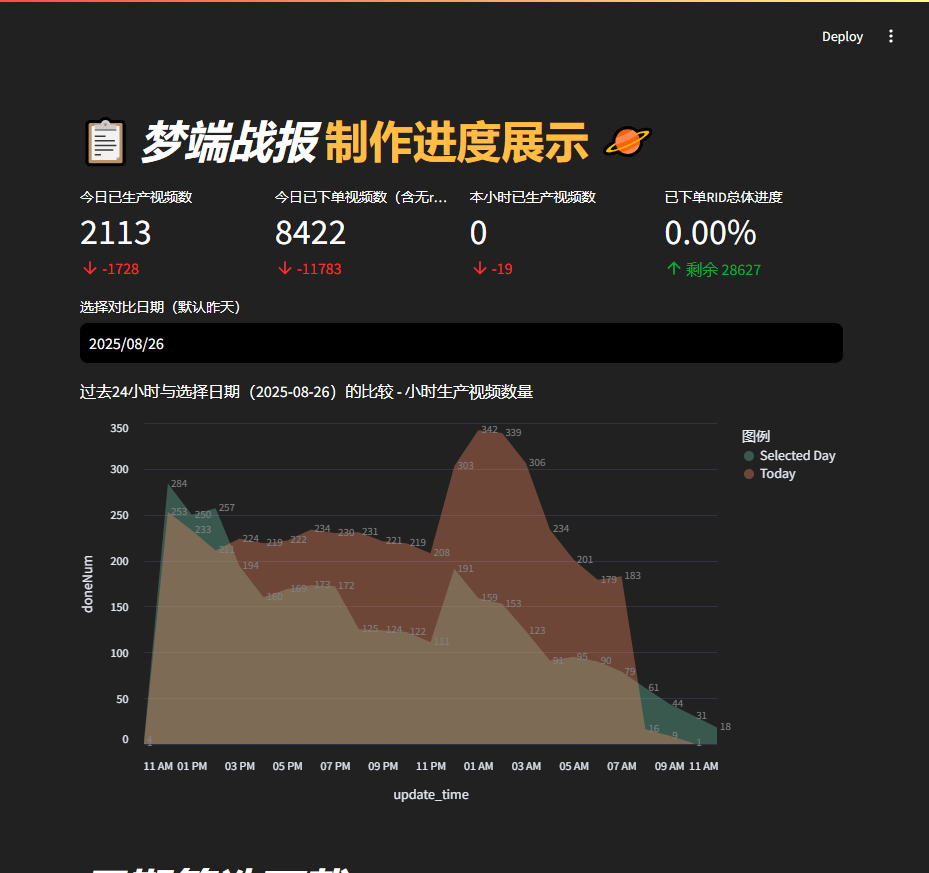 Deploy
梦端战报 制作进度展示
今日已生产视频数
2113
-1728
今日已下单视频数（含无r...
8422
-11783
本小时已生产视频数
0
-19
已下单RID总体进度
0.00%
剩余 28627
选择对比日期（默认昨天）
2025/08/26
过去24小时与选择日期（2025-08-26）的比较 - 小时生产视频数量
图例
Selected Day
Today
doneNum
350
300
250
200
150
100
50
0
342 339
303 306
284
253 250 257
233 234 230 231 234
211 224 219 222 221 219 208
194 201
191 179 183
160 169 173 172
159 153
125 124 122 123
111
91 95 90
79
61
44
31
16 9 1 18
11 AM 01 PM 03 PM 05 PM 07 PM 09 PM 11 PM 01 AM 03 AM 05 AM 07 AM 09 AM 11 AM
update_time